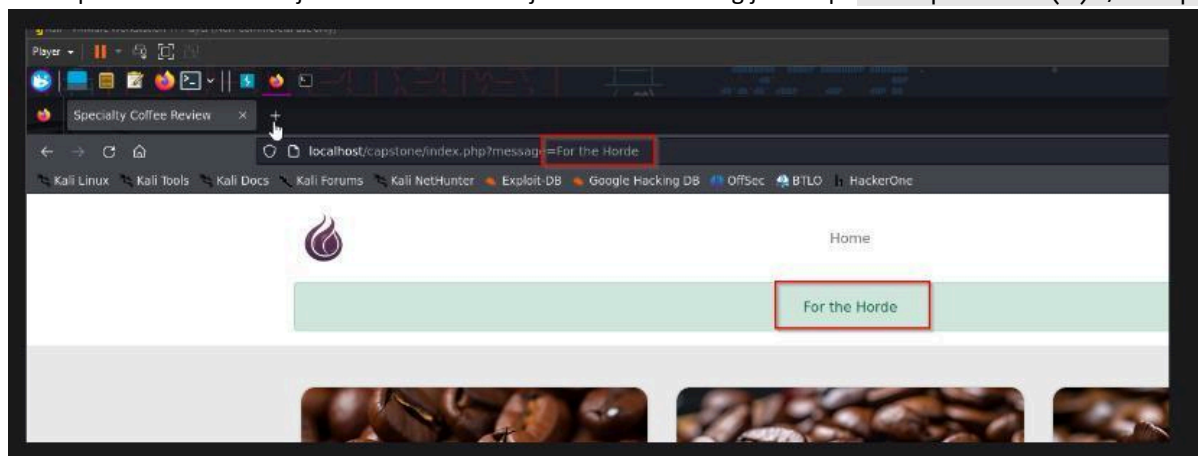 Player
Specialty Coffee Review
localhost/capstone/index.php?message=For the Horde
Kali Linux Kali Tools Kali Docs Kali Forums Kali NetHunter Exploit-DB Google Hacking DB OffSec BTLO HackerOne
Home
For the Horde